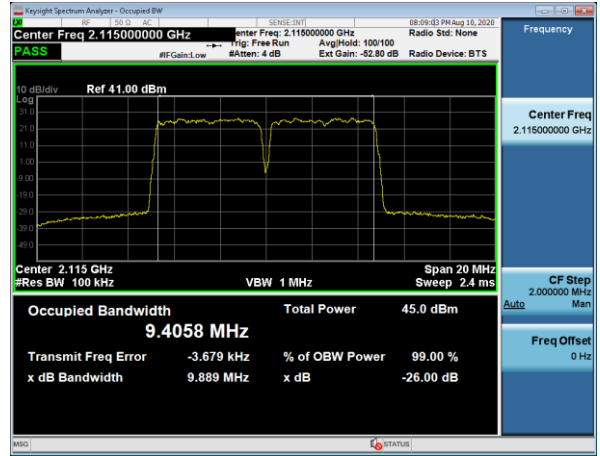 Keysight Spectrum Analyzer - Occupied BW
RF 50 Ω AC SENSE:INT 08:09:03 PM Aug 10, 2020
Center Freq 2.115000000 GHz enter Freq: 2.115000000 GHz Radio Std: None Frequency
PASS Trig: Free Run Avg|Hold: 100/100
#IFGain:Low #Atten: 4 dB Ext Gain: -52.80 dB Radio Device: BTS
10 dB/div Ref 41.00 dBm
Log
31.0
21.0
11.0
1.00
-9.00
-19.0
-29.0
-39.0
-49.0
Center Freq
2.115000000 GHz
Center 2.115 GHz Span 20 MHz
#Res BW 100 kHz VBW 1 MHz Sweep 2.4 ms
CF Step
2.000000 MHz
Auto Man
Occupied Bandwidth Total Power 45.0 dBm
9.4058 MHz
Freq Offset
0 Hz
Transmit Freq Error -3.679 kHz % of OBW Power 99.00 %
x dB Bandwidth 9.889 MHz x dB -26.00 dB
MSG STATUS